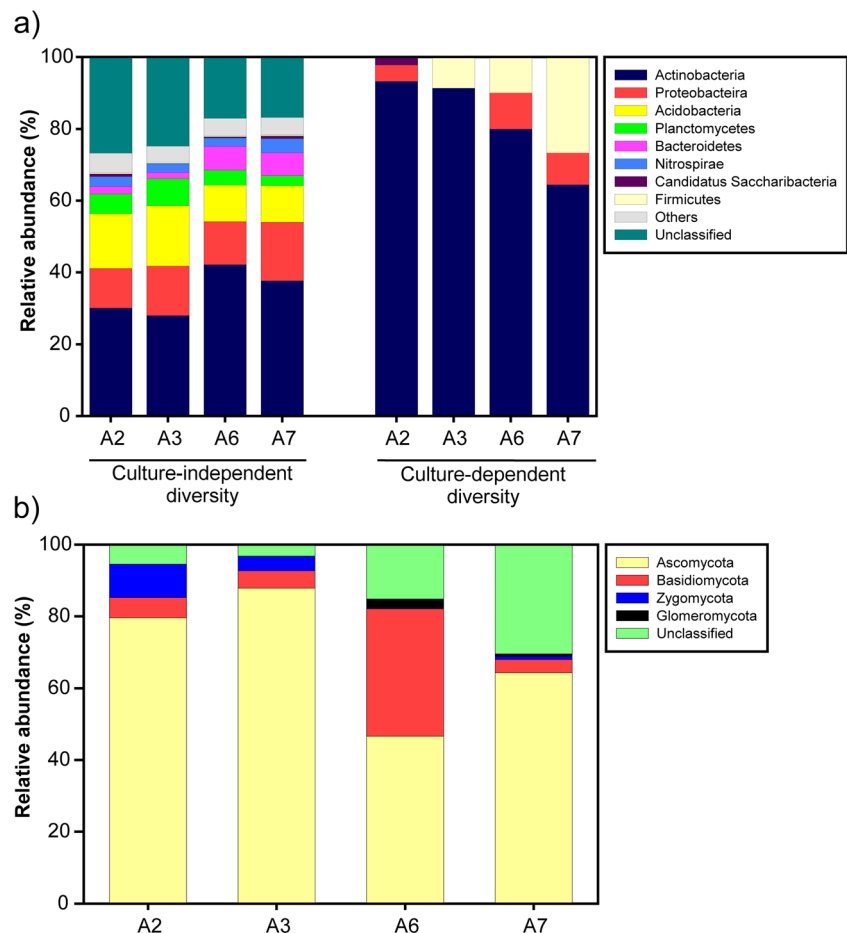 a)
Relative abundance (%)
100
80
60
40
20
0
A2 A3 A6 A7 A2 A3 A6 A7
Culture-independent
diversity
Culture-dependent
diversity
Actinobacteria
Proteobacteira
Acidobacteria
Planctomycetes
Bacteroidetes
Nitrospirae
Candidatus Saccharibacteria
Firmicutes
Others
Unclassified
b)
Relative abundance (%)
100
80
60
40
20
0
A2 A3 A6 A7
Ascomycota
Basidiomycota
Zygomycota
Glomeromycota
Unclassified